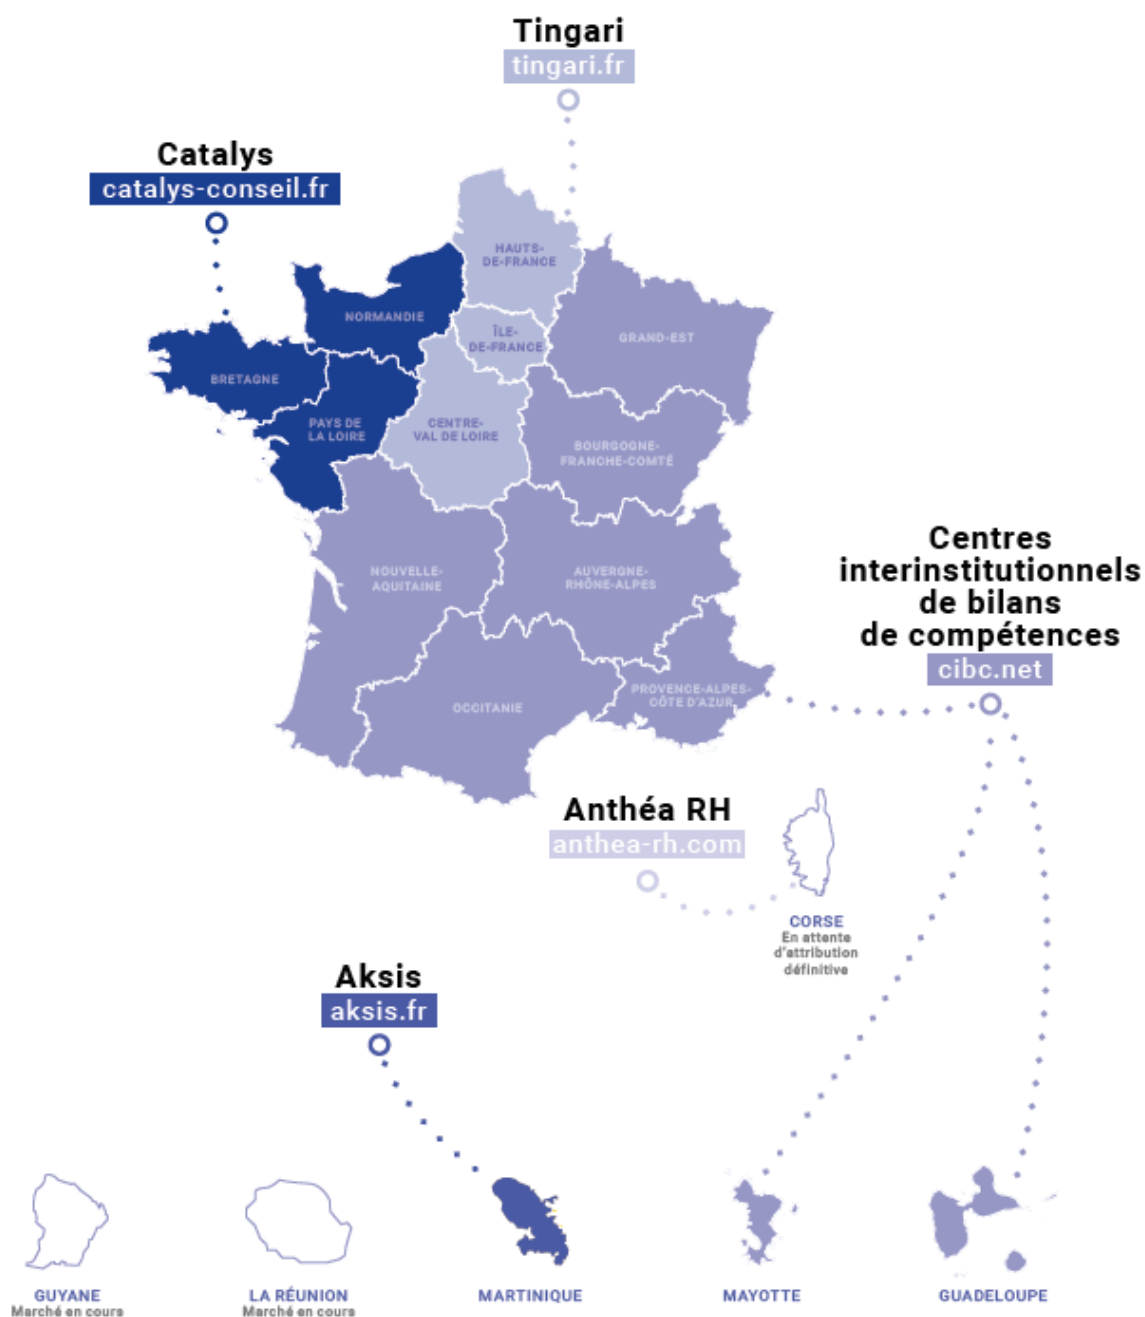 Tingari
tingari.fr
Catalys
catalys-conseil.fr
HAUTS-
DE-FRANCE
NORMANDIE
ÎLE-
DE-FRANCE
GRAND-EST
BRETAGNE
PAYS DE
LA LOIRE
CENTRE-
VAL DE LOIRE
BOURGOGNE-
FRANCHE-COMTÉ
NOUVELLE-
AQUITAINE
AUVERGNE-
RHÔNE-ALPES
Centres
interinstitutionnels
de bilans
de compétences
cibc.net
OCCITANIE
PROVENCE-ALPES-
CÔTE D'AZUR
Anthéa RH
anthea-rh.com
CORSE
En attente
d'attribution
définitive
Aksis
aksis.fr
GUYANE
Marché en cours
LA RÉUNION
Marché en cours
MARTINIQUE
MAYOTTE
GUADELOUPE